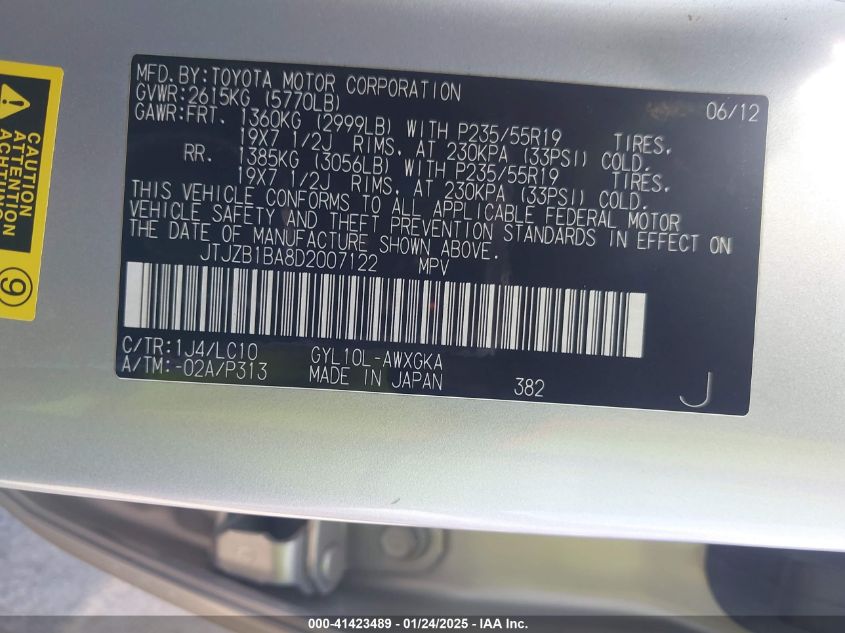 MFD.BY:TOYOTA MOTOR CORPORATION 06/12
GVWR:2615KG (5770LB)
GAWR:FRT. 1360KG (2999LB) WITH P235/55R19 TIRES,
19X7 1/2J RIMS, AT 230KPA (33PSI) COLD.
RR. 1385KG (3056LB) WITH P235/55R19 TIRES,
19X7 1/2J RIMS, AT 230KPA (33PSI) COLD.
THIS VEHICLE CONFORMS TO ALL APPLICABLE FEDERAL MOTOR
VEHICLE SAFETY AND THEFT PREVENTION STANDARDS IN EFFECT ON
THE DATE OF MANUFACTURE SHOWN ABOVE.
JTJZB1BA8D2007122 MPV
C/TR:1J4/LC10 GYL10L-AWXGKA
A/TM:-02A/P313 MADE IN JAPAN 382 J
CAUTION
ATTENTION
ACHTUNG
9
000-41423489 - 01/24/2025 - IAA Inc.